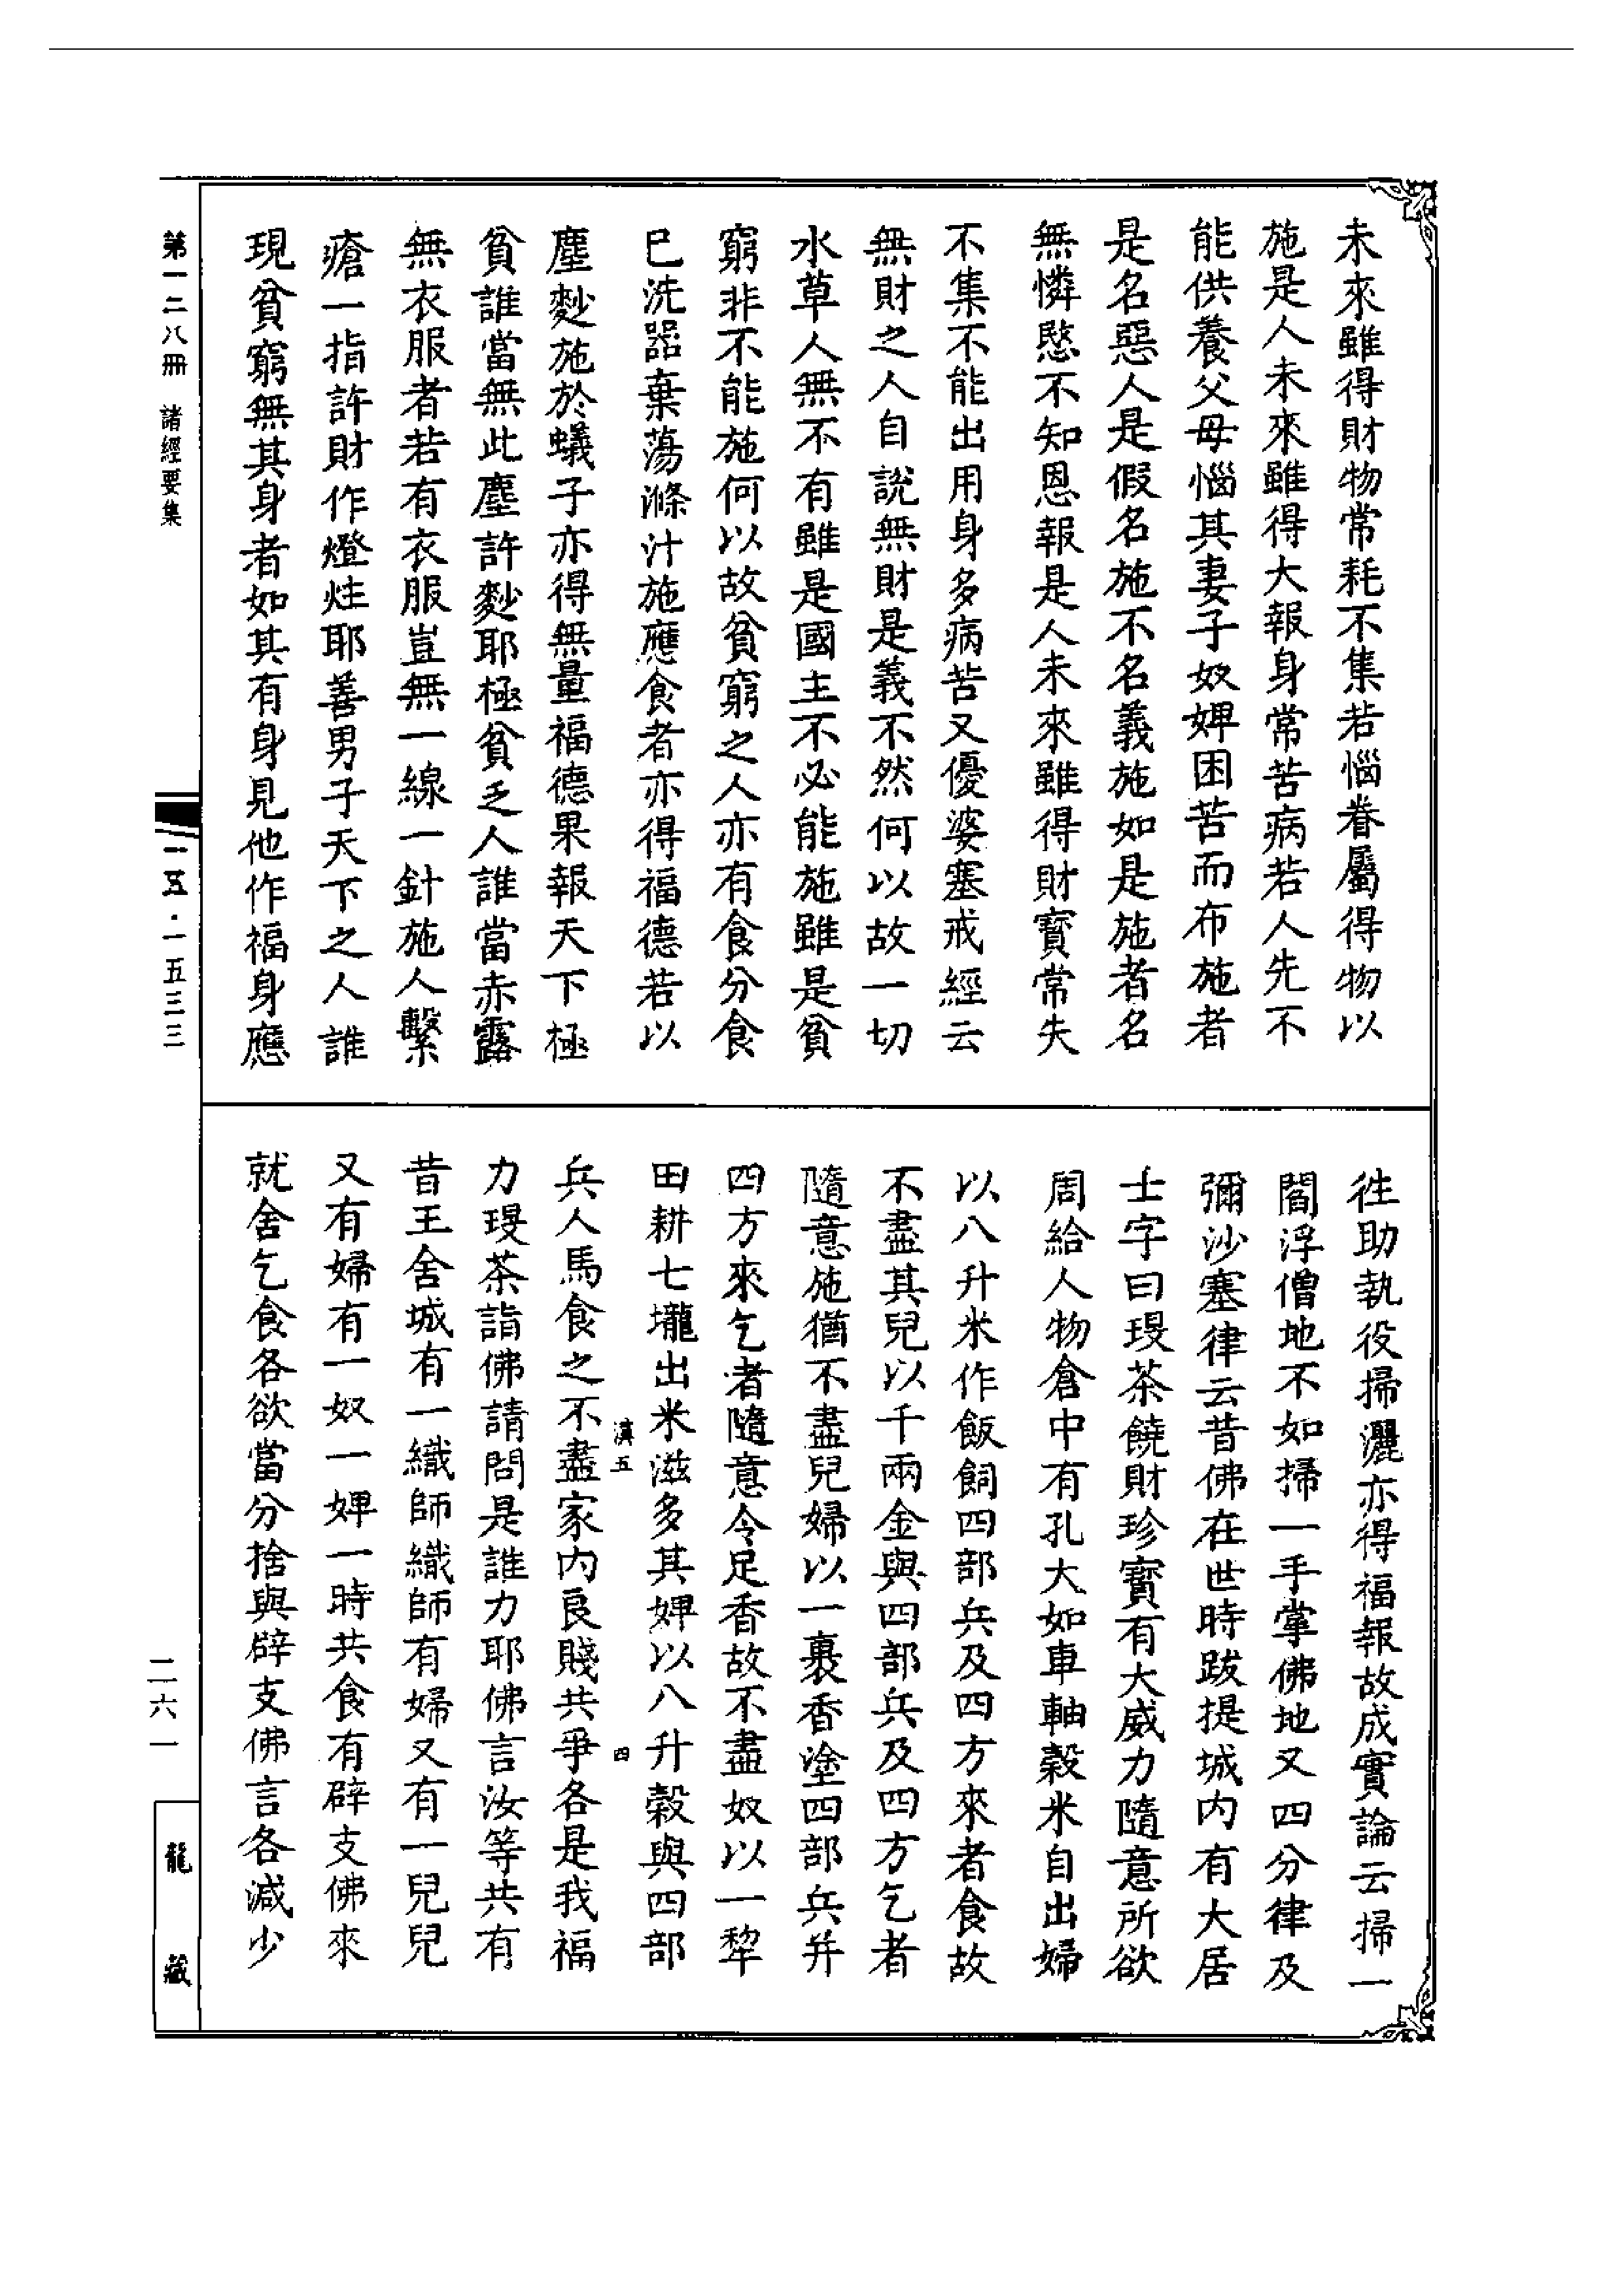 未來雖得財物常耗不集若惱眷屬得物以
施是人未來雖得大報身常苦病若人先不
能供養父母惱其妻子奴婢困苦而布施者
是名惡人是假名施不名義施如是施者名
無憐愍不知恩報是人未來雖得財寶常失
不集不能出用身多病苦又優婆塞戒經云
無財之人自說無財是義不然何以故一切
水草人無不有雖是國主不必能施雖是貧
窮非不能施何以故貧窮之人亦有食分食
已洗器棄蕩滌汁施應食者亦得福德若以
塵麨施於蟻子亦得無量福德果報天下極
貧誰當無此塵許麨耶極貧乏人誰當赤露
無衣服者若有衣服豈無一線一針施人繫
瘡一指許財作燈炷耶善男子天下之人誰
現貧窮無其身者如其有身見他作福身應
往助執役掃灑亦得福報故成實論云掃一
閻浮僧地不如掃一手掌佛地又四分律及
彌沙塞律云昔佛在世時跋提城內有大居
士字曰瑅茶饒財珍寶有大威力隨意所欲
周給人物倉中有孔大如車軸穀米自出婦
以八升米作飯飼四部兵及四方來者食故
不盡其兒以千兩金與四部兵及四方乞者
隨意施猶不盡兒婦以一裹香塗四部兵并
四方來乞者隨意令足香故不盡奴以一犂
田耕七壠出米滋多其婢以八升穀與四部
漠五 四
兵人馬食之不盡家內良賤共爭各是我福
力瑅茶詣佛請問是誰力耶佛言汝等共有
昔王舍城有一織師織師有婦又有一兒兒
又有婦有一奴一婢一時共食有辟支佛來
就舍乞食各欲當分捨與辟支佛言各減少
第一二八冊 諸經要集
一五·一五三三
二六一
龍藏